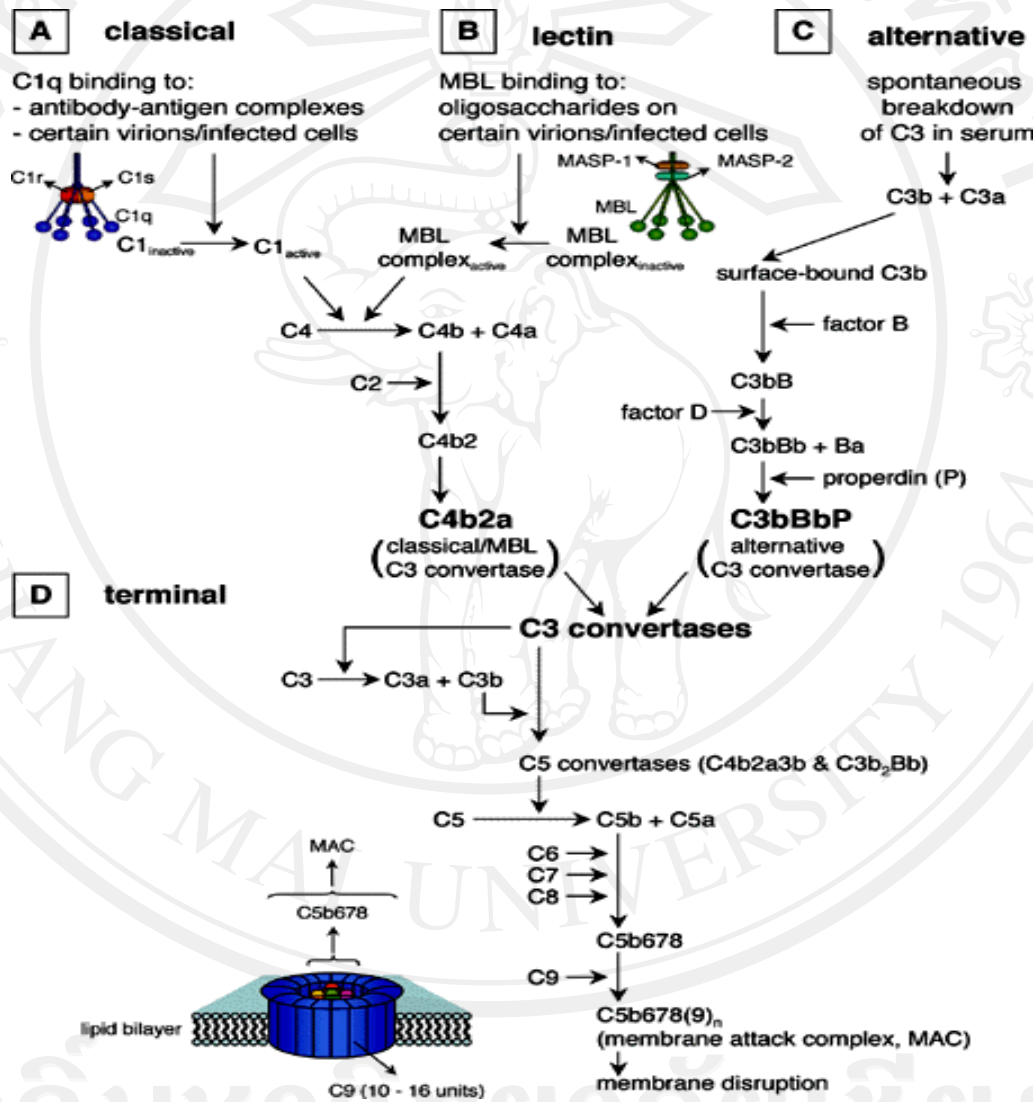 A classical
C1q binding to:
- antibody-antigen complexes
- certain virions/infected cells
C1r
C1s
C1q
C1inactive
C1active
B lectin
MBL binding to:
oligosaccharides on
certain virions/infected cells
MASP-1
MASP-2
MBL
MBL
complexactive
MBL
complexinactive
C4
C4b + C4a
C2
C4b2
C4b2a
(classical/MBL
C3 convertase)
C alternative
spontaneous
breakdown
of C3 in serum
C3b + C3a
surface-bound C3b
factor B
C3bB
factor D
C3bBb + Ba
properdin (P)
C3bBbP
(alternative
C3 convertase)
D terminal
C3 convertases
C3
C3a + C3b
C5 convertases (C4b2a3b & C3b₂Bb)
C5
C5b + C5a
C6
C7
C8
C5b678
C9
C5b678(9)n
(membrane attack complex, MAC)
membrane disruption
MAC
C5b678
lipid bilayer
C9 (10 - 16 units)
ANG MAI UNIVERSITY 1964